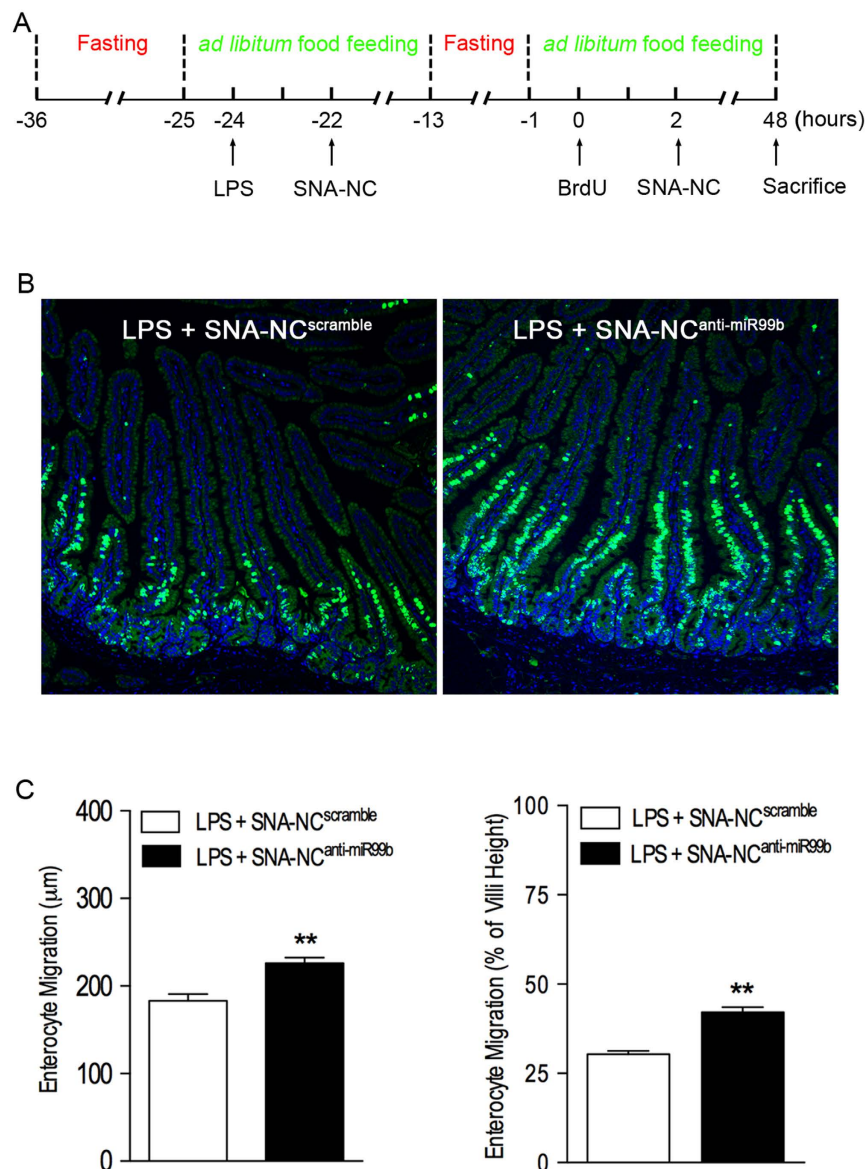 A
Fasting ad libitum food feeding Fasting ad libitum food feeding
-36 -25 -24 -22 -13 -1 0 2 48 (hours)
LPS SNA-NC BrdU SNA-NC Sacrifice
B
LPS + SNA-NCscramble LPS + SNA-NCanti-miR99b
C
400
300
200
100
0
Enterocyte Migration (µm)
LPS + SNA-NCscramble
LPS + SNA-NCanti-miR99b
**
100
75
50
25
0
Enterocyte Migration (% of Villi Height)
LPS + SNA-NCscramble
LPS + SNA-NCanti-miR99b
**